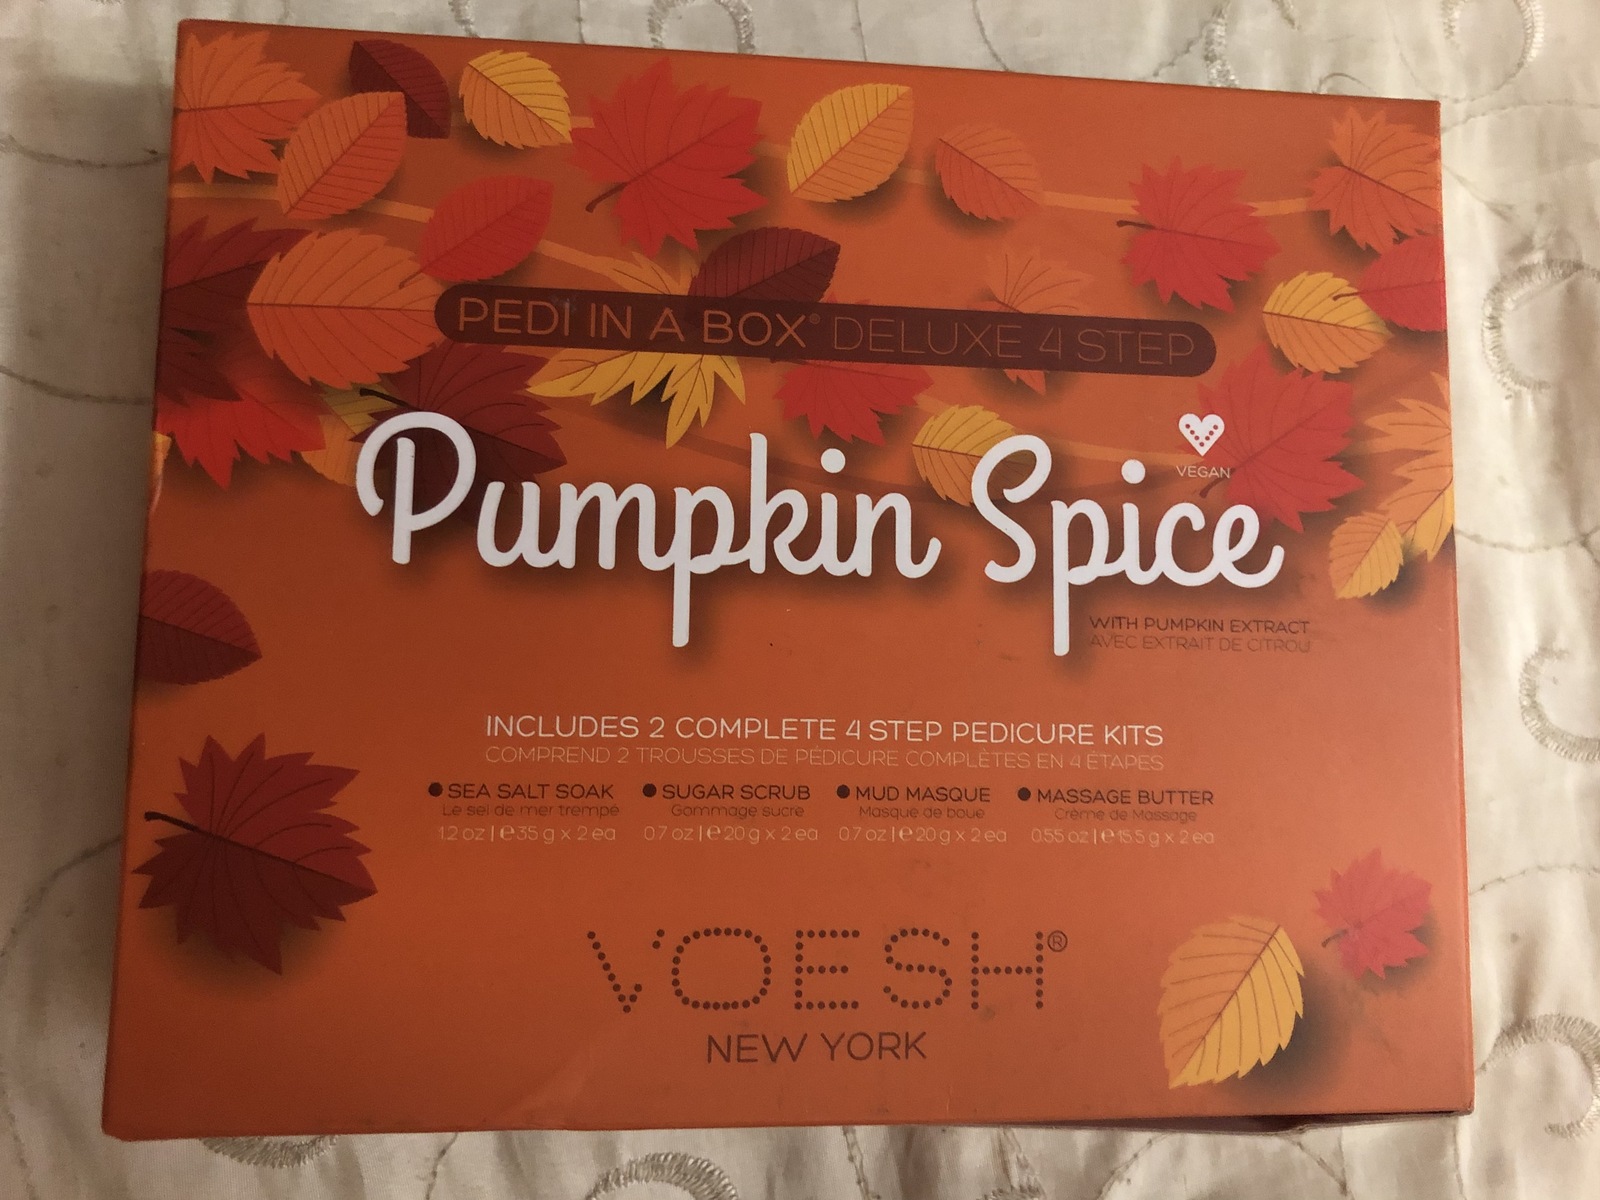 PEDI IN A BOX® DELUXE 4 STEP
VEGAN
Pumpkin Spice
WITH PUMPKIN EXTRACT
AVEC EXTRAIT DE CITROU
INCLUDES 2 COMPLETE 4 STEP PEDICURE KITS
COMPREND 2 TROUSSES DE PÉDICURE COMPLÈTES EN 4 ÉTAPES
● SEA SALT SOAK ● SUGAR SCRUB ● MUD MASQUE ● MASSAGE BUTTER
Le sel de mer trempé Gommage sucre Masque de boue Crème de Massage
1.2 oz | ℮ 35 g x 2 ea 0.7 oz | ℮ 20 g x 2 ea 0.7 oz | ℮ 20 g x 2 ea 0.55 oz | ℮ 15.5 g x 2 ea
VOESH®
NEW YORK